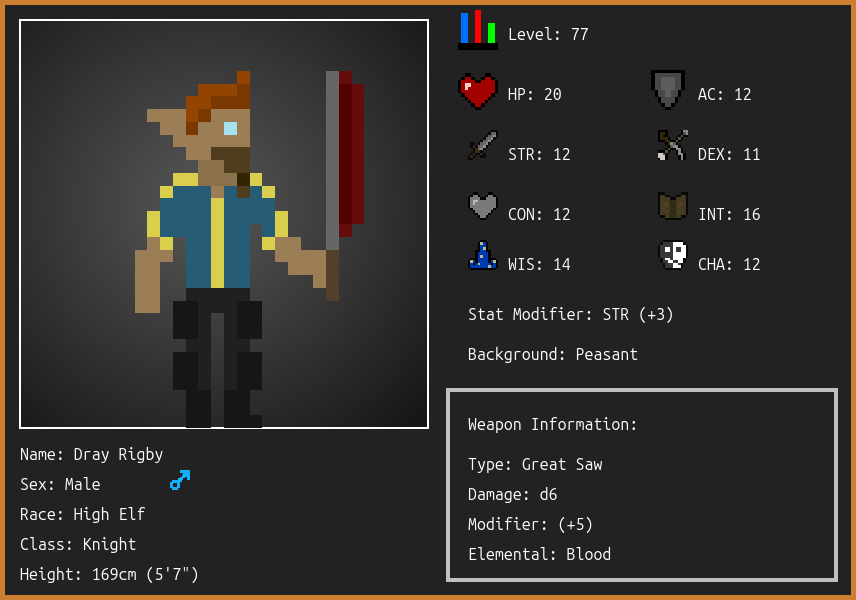 Level: 77
HP: 20
AC: 12
STR: 12
DEX: 11
CON: 12
INT: 16
WIS: 14
CHA: 12
Stat Modifier: STR (+3)
Background: Peasant
Name: Dray Rigby
Sex: Male
Race: High Elf
Class: Knight
Height: 169cm (5'7")
Weapon Information:
Type: Great Saw
Damage: d6
Modifier: (+5)
Elemental: Blood